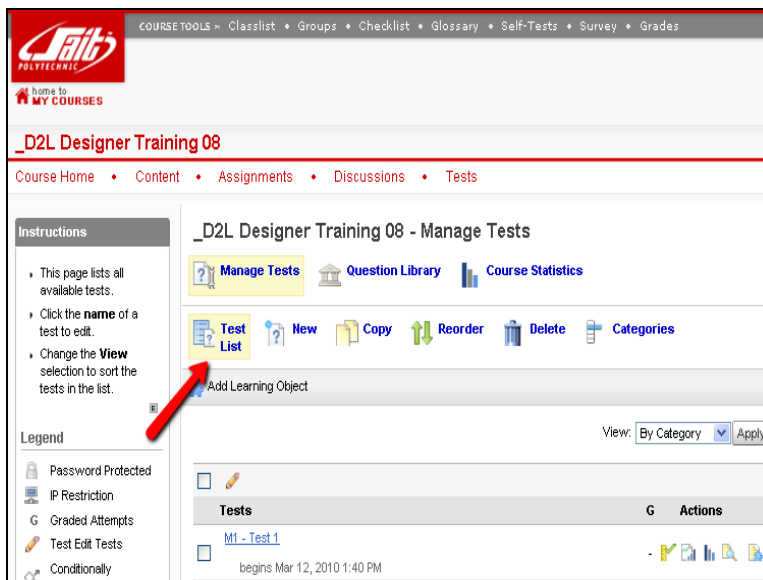 COURSE TOOLS » Classlist • Groups • Checklist • Glossary • Self-Tests • Survey • Grades
Sait
POLYTECHNIC
home to
MY COURSES
_D2L Designer Training 08
Course Home • Content • Assignments • Discussions • Tests
Instructions
This page lists all
available tests.
Click the name of a
test to edit.
Change the View
selection to sort the
tests in the list.
Legend
Password Protected
IP Restriction
G Graded Attempts
Test Edit Tests
Conditionally
_D2L Designer Training 08 - Manage Tests
Manage Tests Question Library Course Statistics
Test List New Copy Reorder Delete Categories
Add Learning Object
View: By Category Apply
Tests G Actions
M1 - Test 1
-
begins Mar 12, 2010 1:40 PM